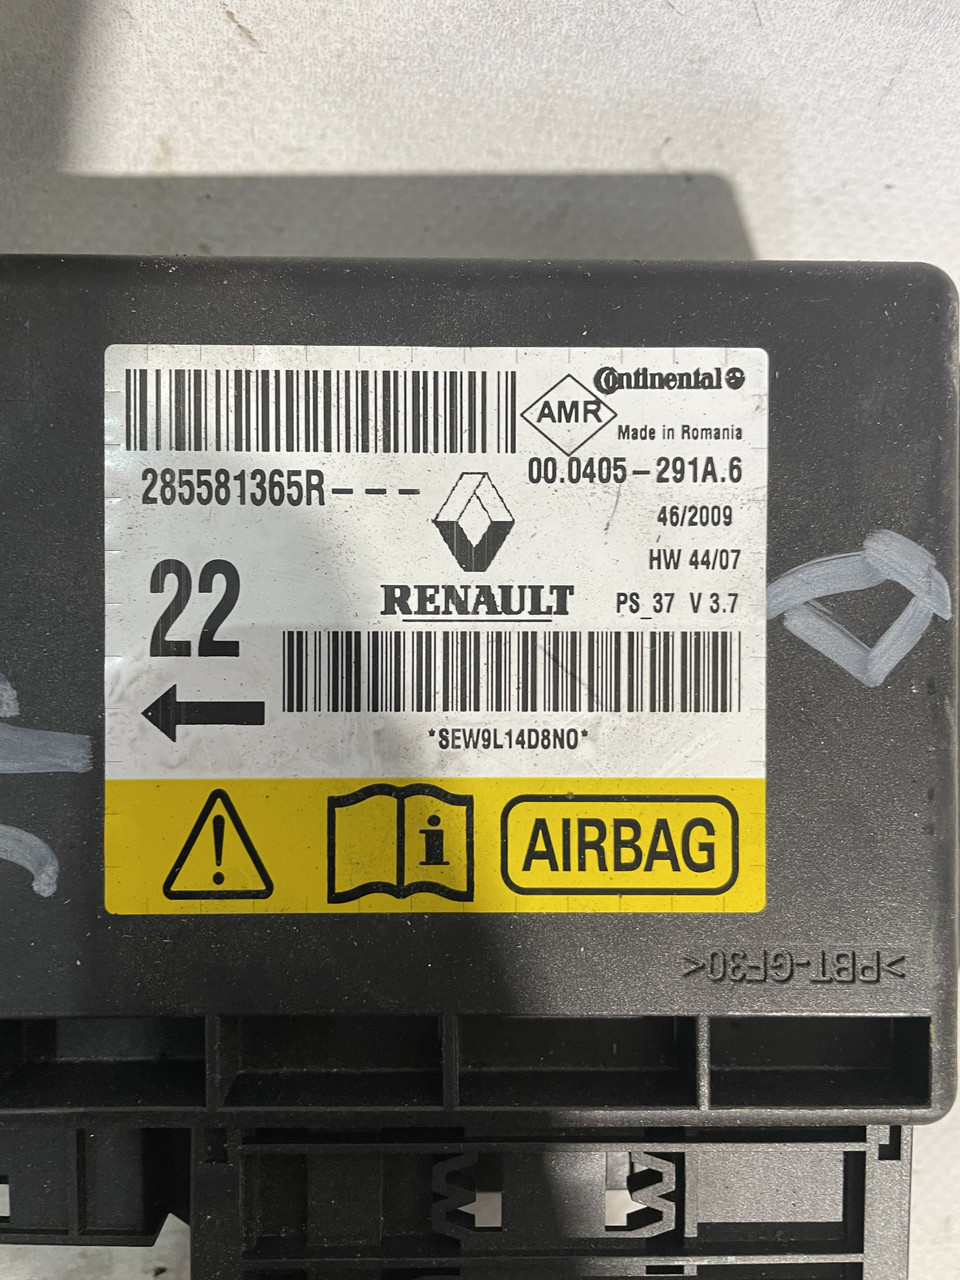 Continental
AMR
Made in Romania
285581365R---
00.0405-291A.6
46/2009
HW 44/07
22
RENAULT
PS_37 V 3.7
*SEW9L14D8N0*
i
AIRBAG
>PBT-GF30<